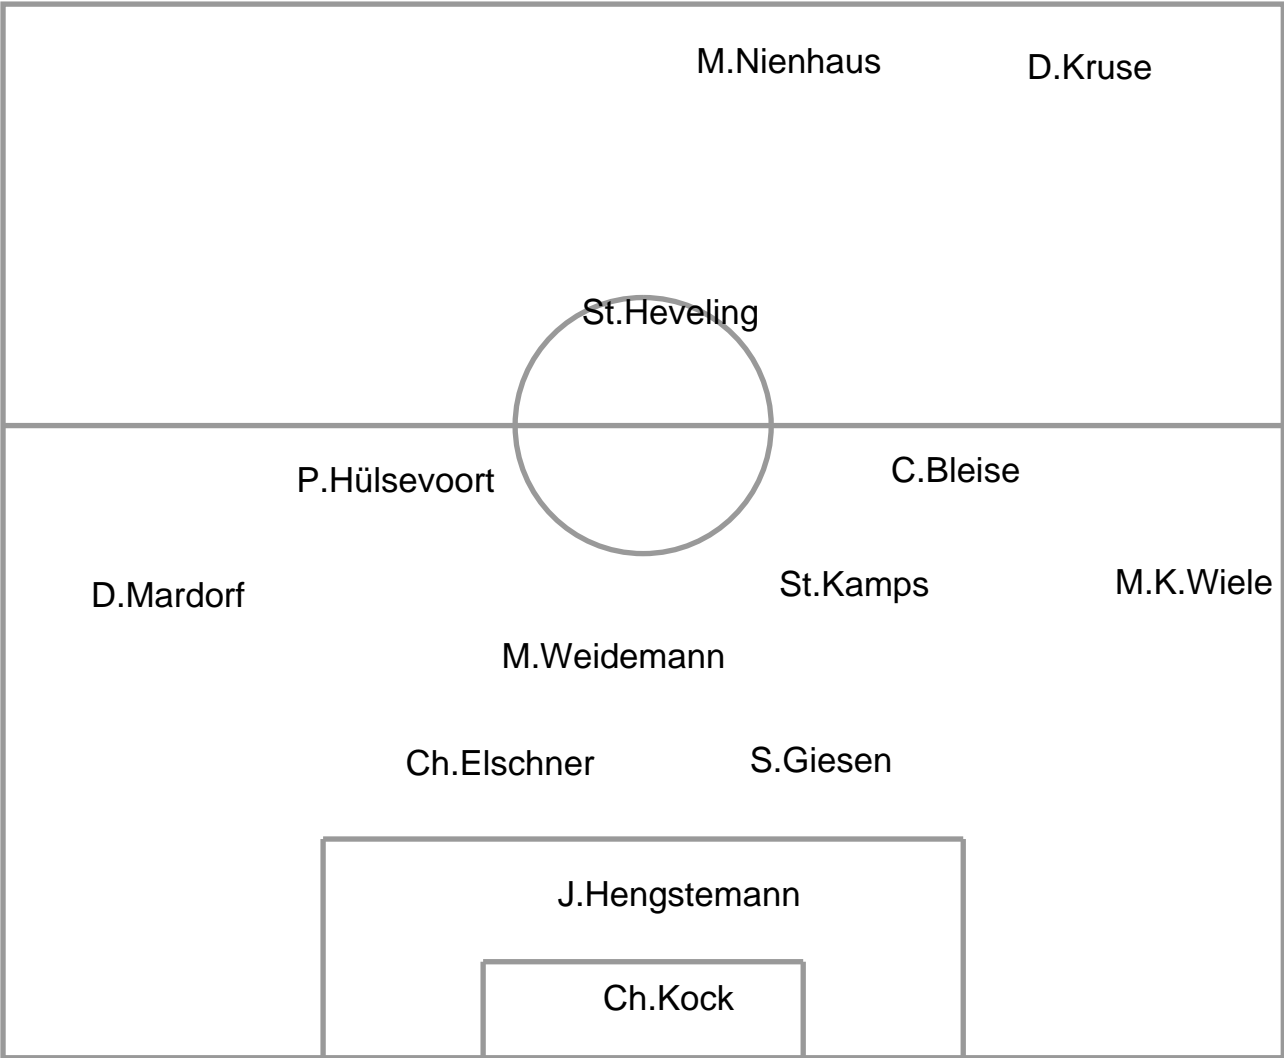 M.Nienhaus
D.Kruse
St.Heveling
P.Hülsevoort
C.Bleise
D.Mardorf
St.Kamps
M.K.Wiele
M.Weidemann
Ch.Elschner
S.Giesen
J.Hengstemann
Ch.Kock